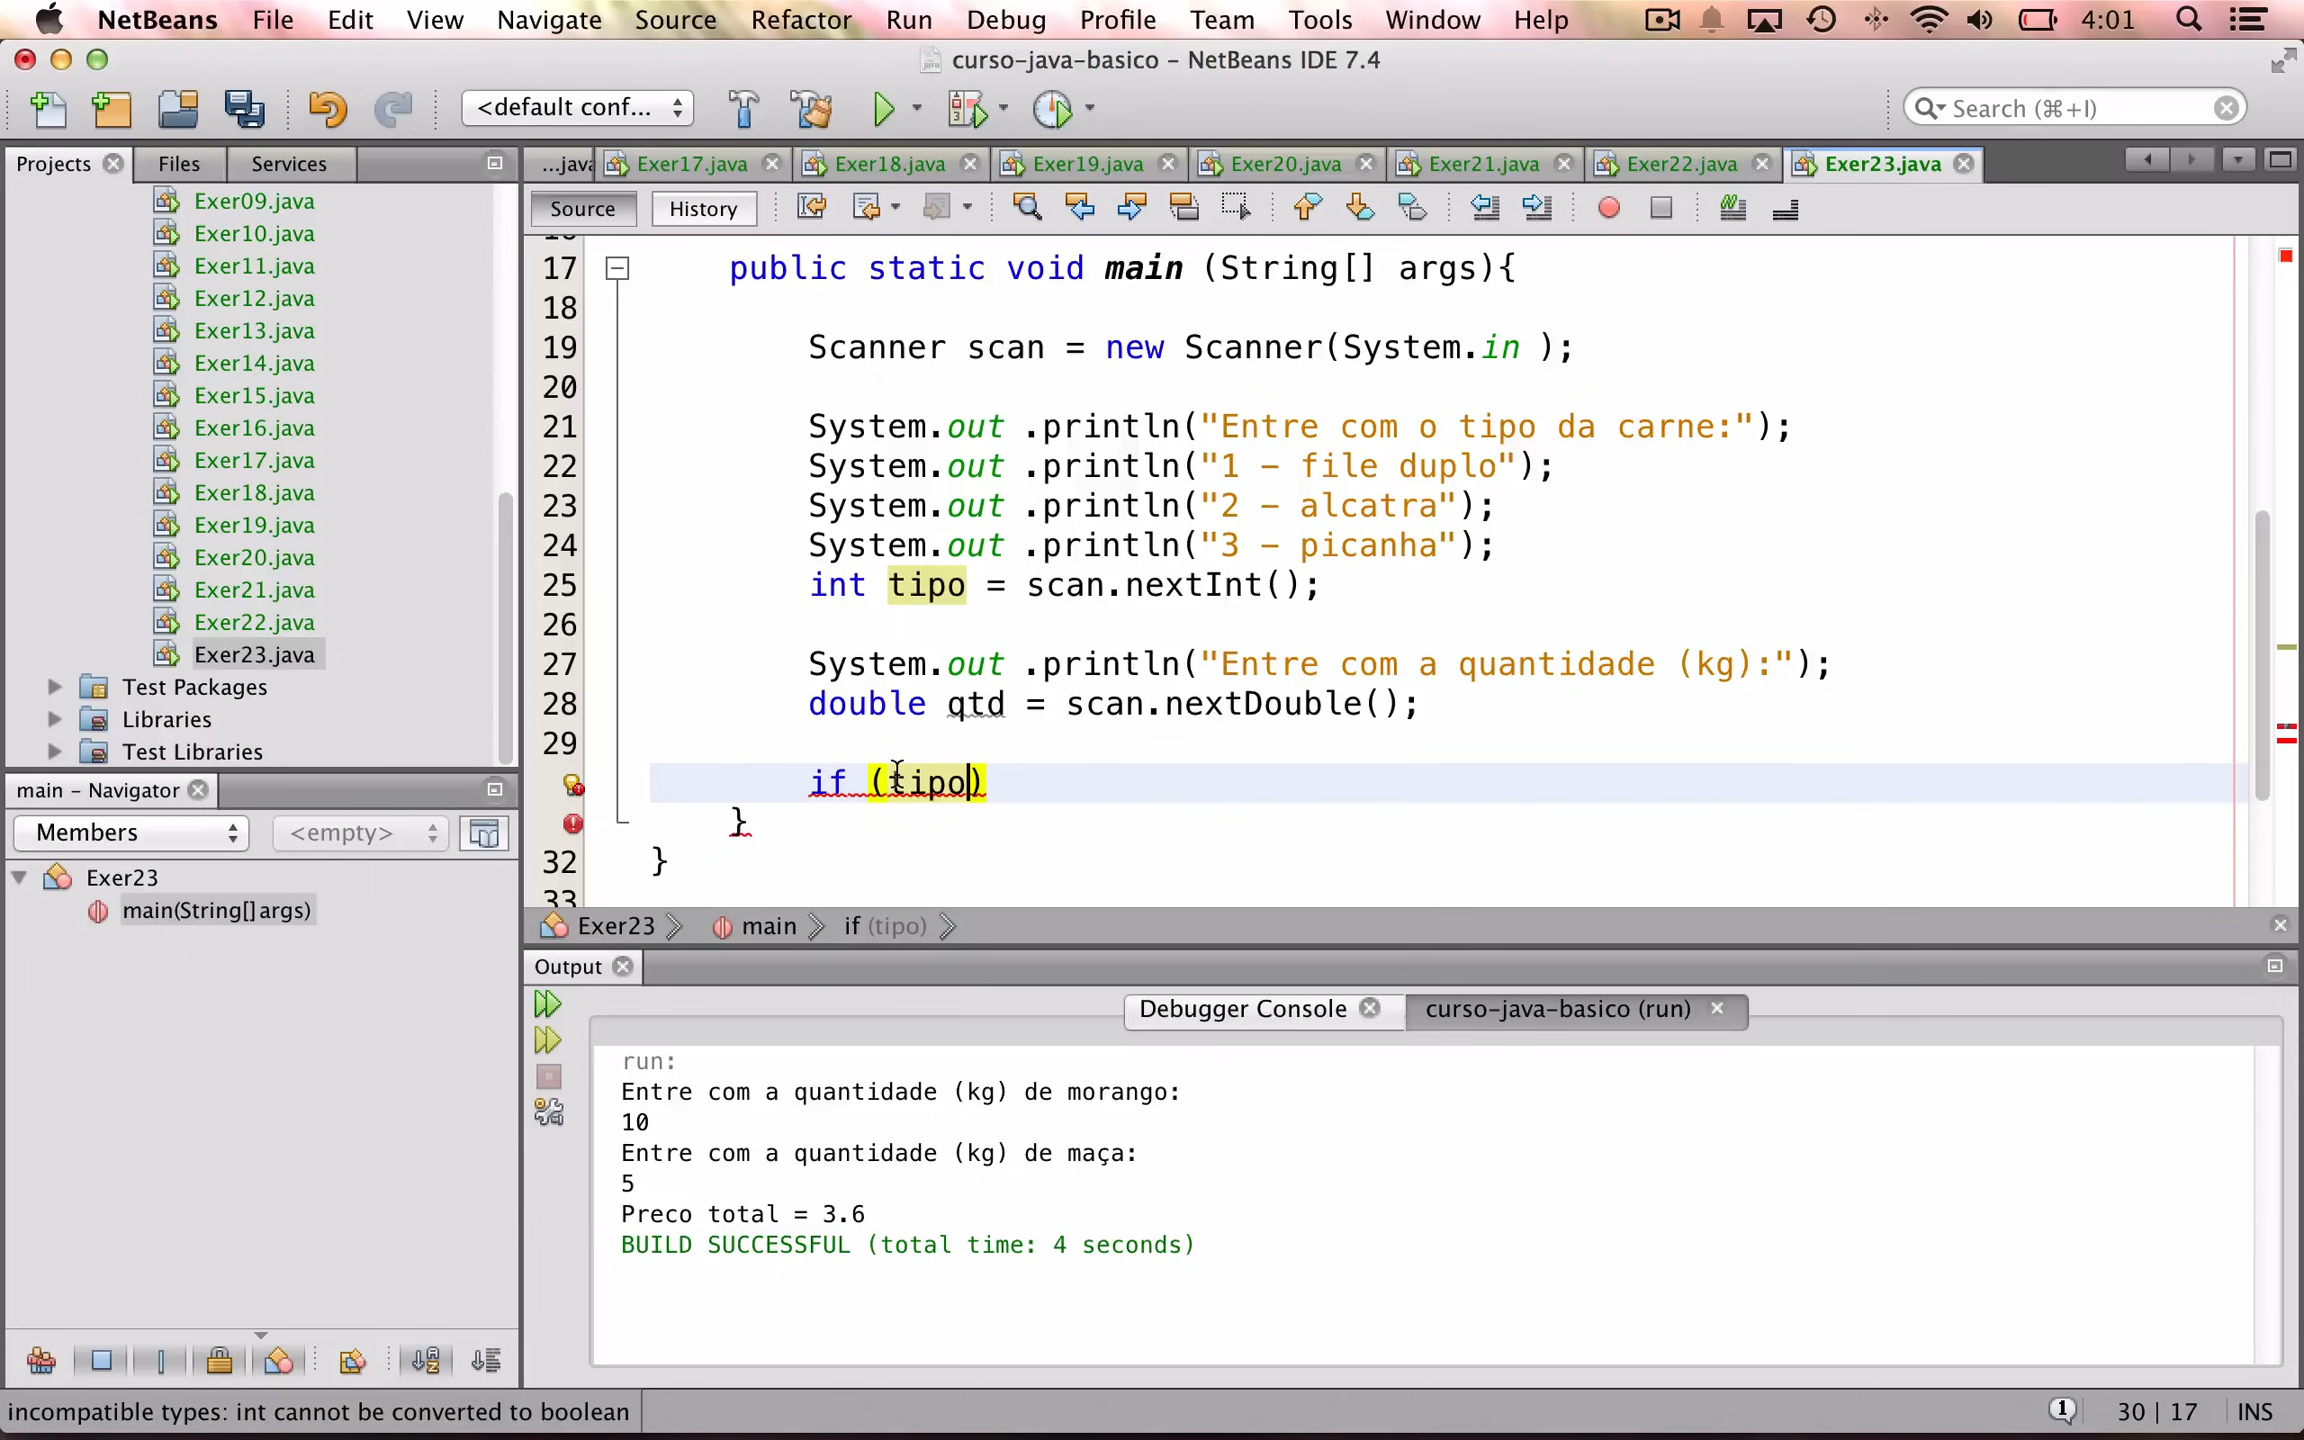 NetBeans File Edit View Navigate Source Refactor Run Debug Profile Team Tools Window Help 4:01
curso-java-basico – NetBeans IDE 7.4
<default conf... Search (⌘+I)
Projects Files Services
...java Exer17.java Exer18.java Exer19.java Exer20.java Exer21.java Exer22.java Exer23.java
Source History
Exer09.java
Exer10.java
Exer11.java
Exer12.java
Exer13.java
Exer14.java
Exer15.java
Exer16.java
Exer17.java
Exer18.java
Exer19.java
Exer20.java
Exer21.java
Exer22.java
Exer23.java
Test Packages
Libraries
Test Libraries
main – Navigator
Members <empty>
Exer23
main(String[] args)
17 public static void main (String[] args){
18
19 Scanner scan = new Scanner(System.in );
20
21 System.out .println("Entre com o tipo da carne:");
22 System.out .println("1 – file duplo");
23 System.out .println("2 – alcatra");
24 System.out .println("3 – picanha");
25 int tipo = scan.nextInt();
26
27 System.out .println("Entre com a quantidade (kg):");
28 double qtd = scan.nextDouble();
29
if (tipo)
}
32 }
33
Exer23 main if (tipo)
Output
Debugger Console curso-java-basico (run)
run:
Entre com a quantidade (kg) de morango:
10
Entre com a quantidade (kg) de maça:
5
Preco total = 3.6
BUILD SUCCESSFUL (total time: 4 seconds)
incompatible types: int cannot be converted to boolean 1 30 | 17 INS